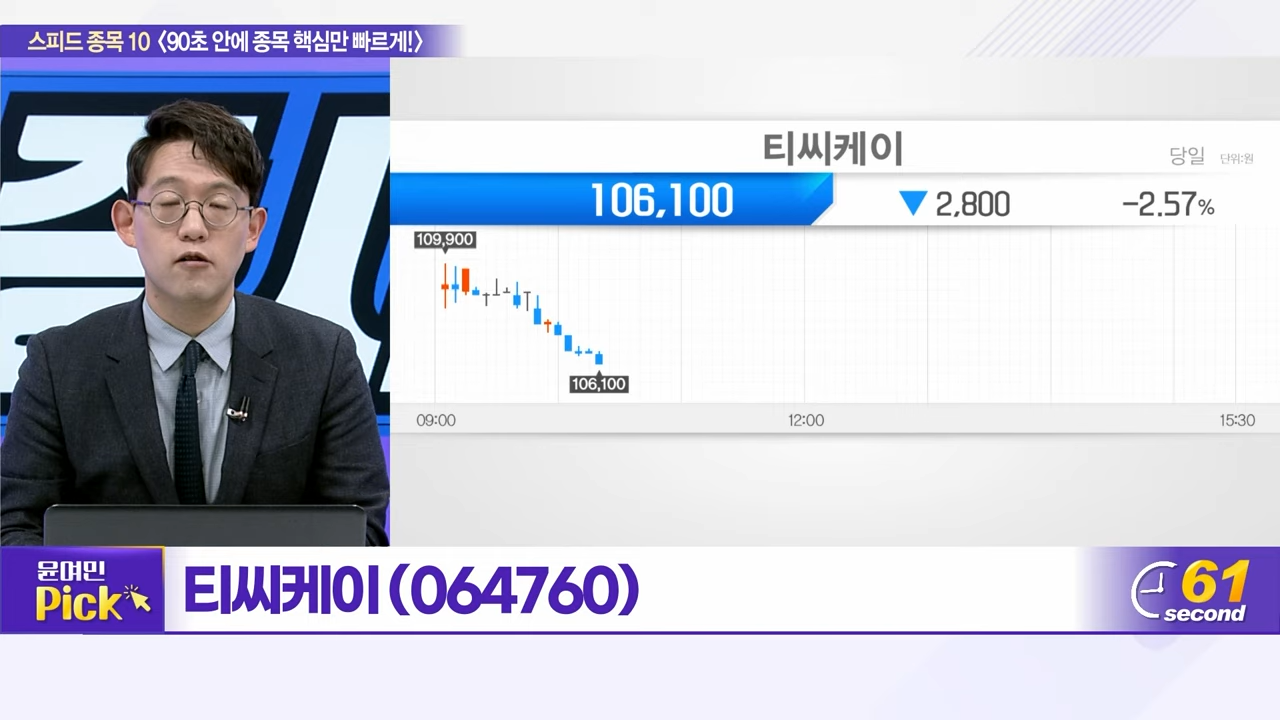 스피드 종목 10 〈90초 안에 종목 핵심만 빠르게!〉
티씨케이
당일 단위:원
106,100 ▼ 2,800 -2.57%
109,900
106,100
09:00 12:00 15:30
윤여민
Pick
티씨케이(064760)
61
second